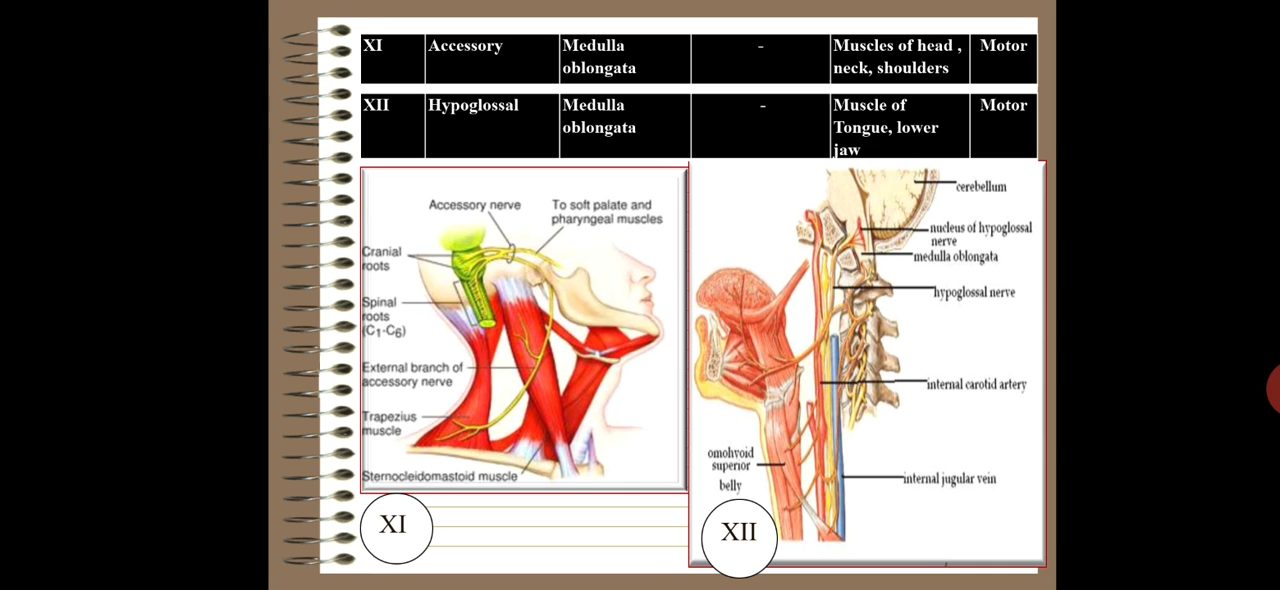 XI Accessory Medulla oblongata - Muscles of head , neck, shoulders Motor
XII Hypoglossal Medulla oblongata - Muscle of Tongue, lower jaw Motor
Accessory nerve
To soft palate and
pharyngeal muscles
Cranial
roots
Spinal
roots
(C1-C6)
External branch of
accessory nerve
Trapezius
muscle
Sternocleidomastoid muscle
XI
cerebellum
nucleus of hypoglossal
nerve
medulla oblongata
hypoglossal nerve
internal carotid artery
omohyoid
superior
belly
internal jugular vein
XII